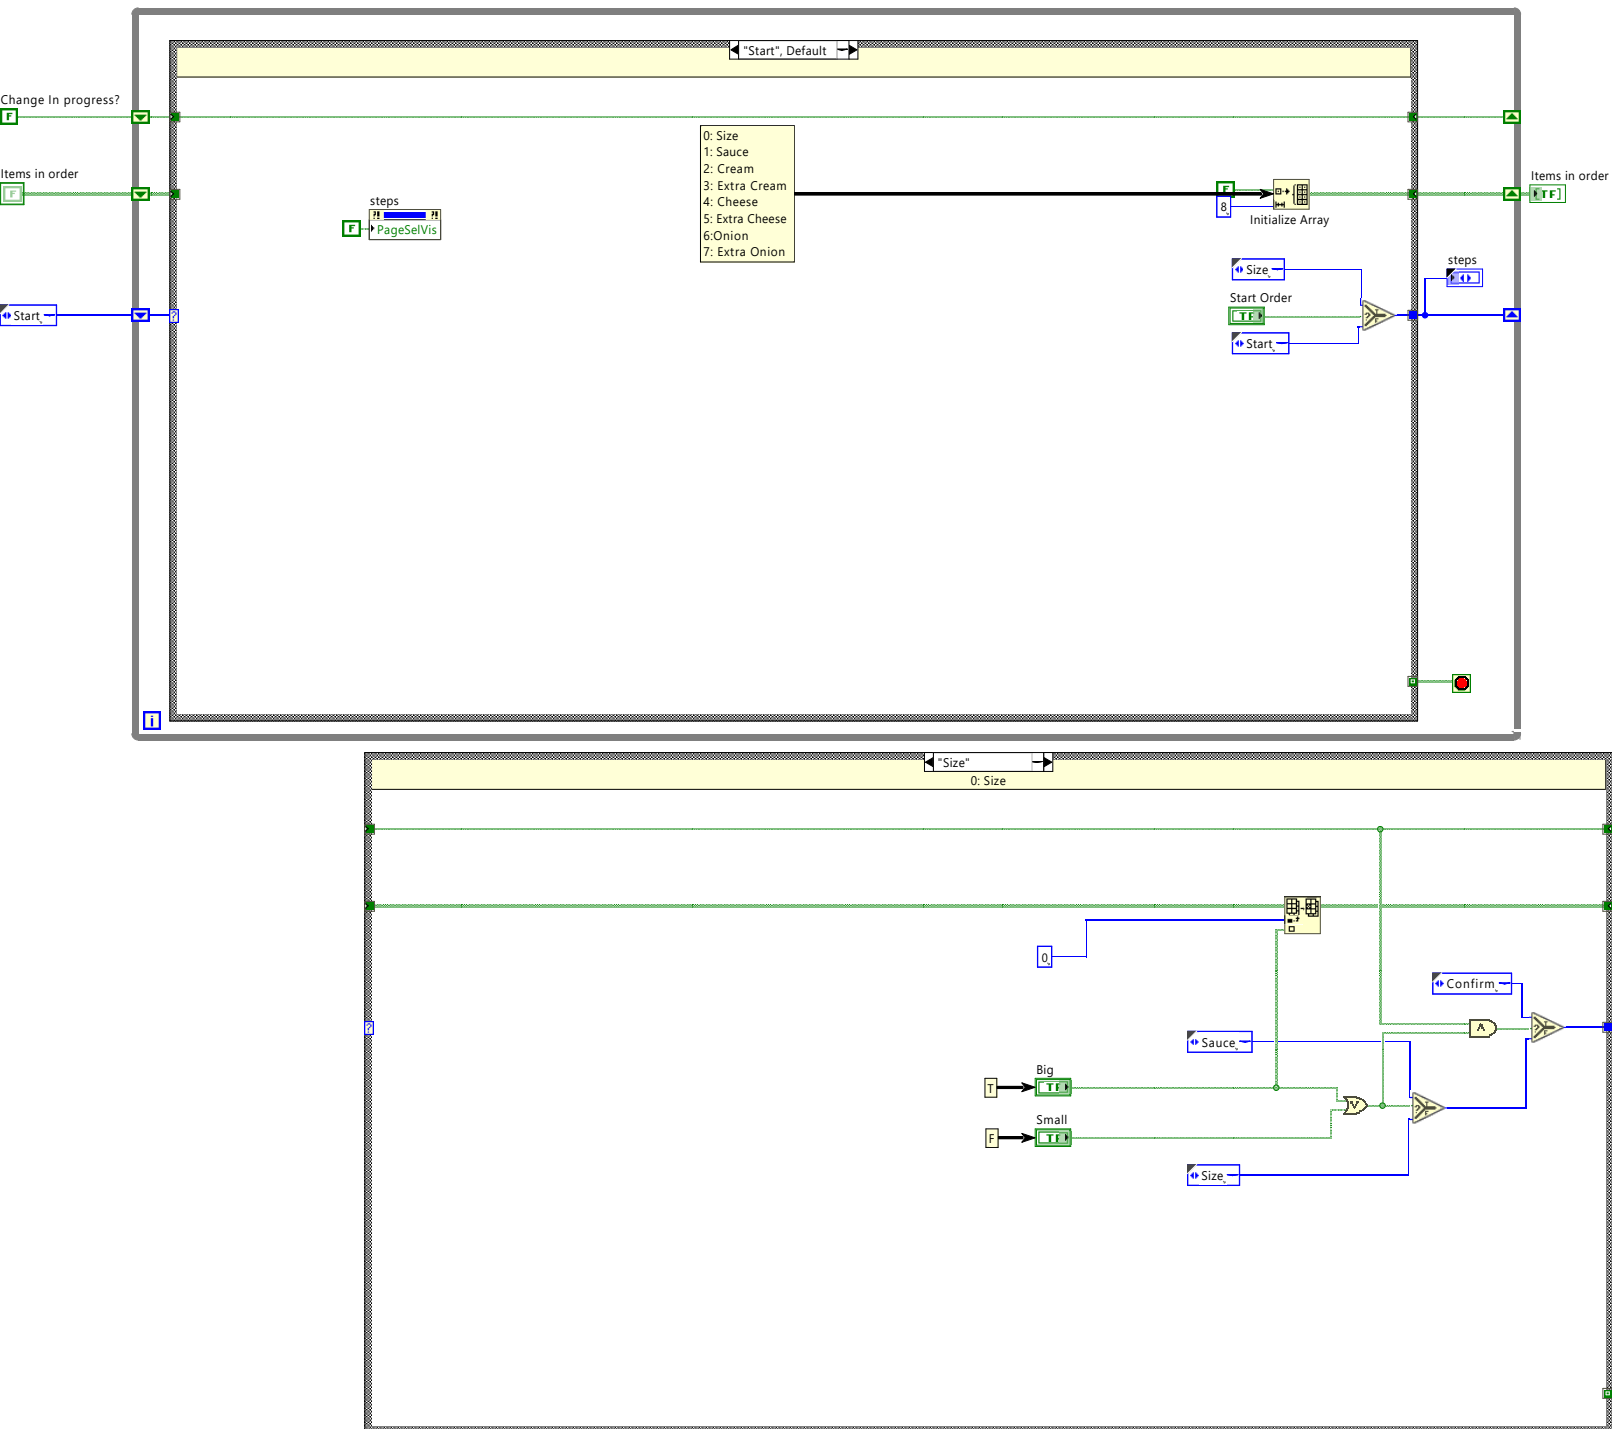 "Start", Default
Change In progress?
F
0: Size
1: Sauce
2: Cream
3: Extra Cream
4: Cheese
5: Extra Cheese
6:Onion
7: Extra Onion
Items in order
F
steps
F
PageSelVis
F
8
Initialize Array
Items in order
TF
Size
steps
Start Order
TF
Start
Start
?
?
T
F
i
"Size"
0: Size
0
Confirm
?
Sauce
Λ
?
T
F
Big
T
TF
V
?
T
F
Small
F
TF
Size